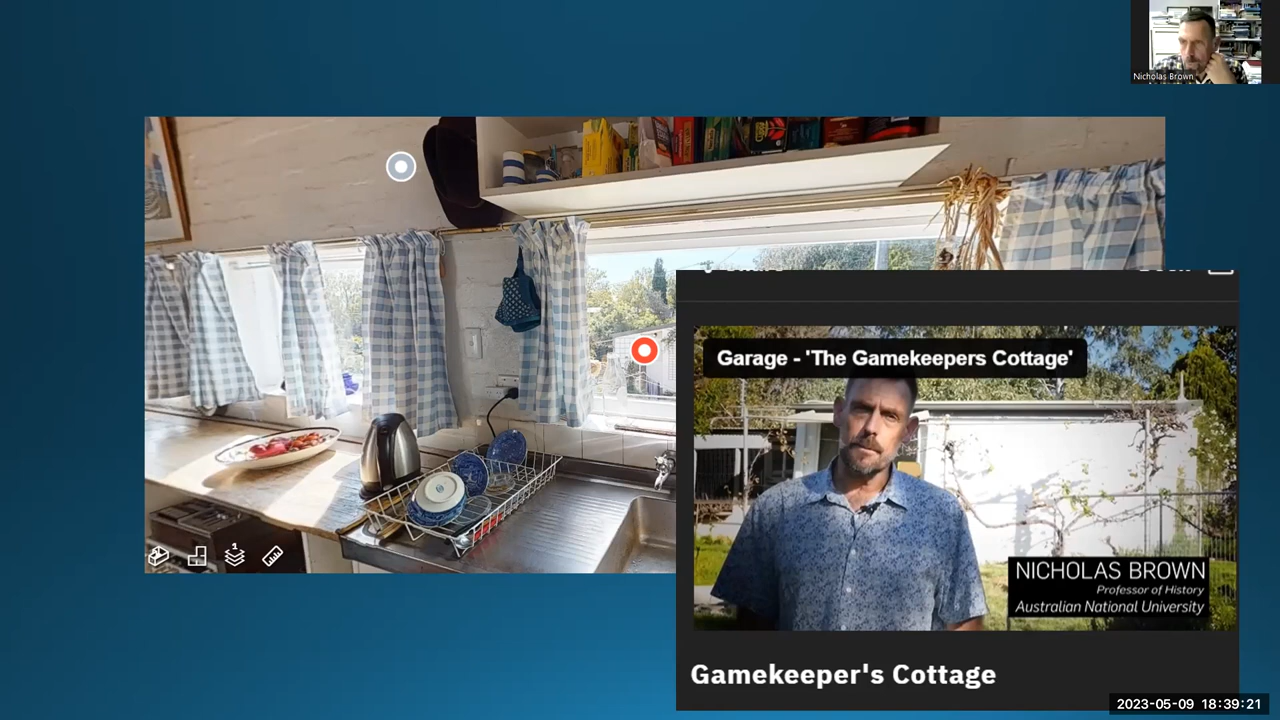 Nicholas Brown
Garage - 'The Gamekeepers Cottage'
NICHOLAS BROWN
Professor of History
Australian National University
Gamekeeper's Cottage
2023-05-09 18:39:21